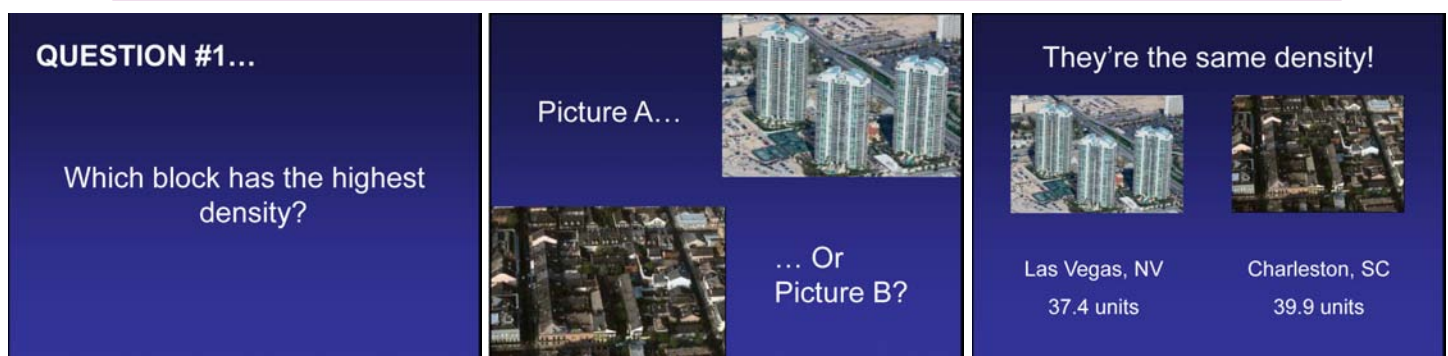 QUESTION #1…
Which block has the highest
density?
Picture A…
… Or
Picture B?
They’re the same density!
Las Vegas, NV
37.4 units
Charleston, SC
39.9 units